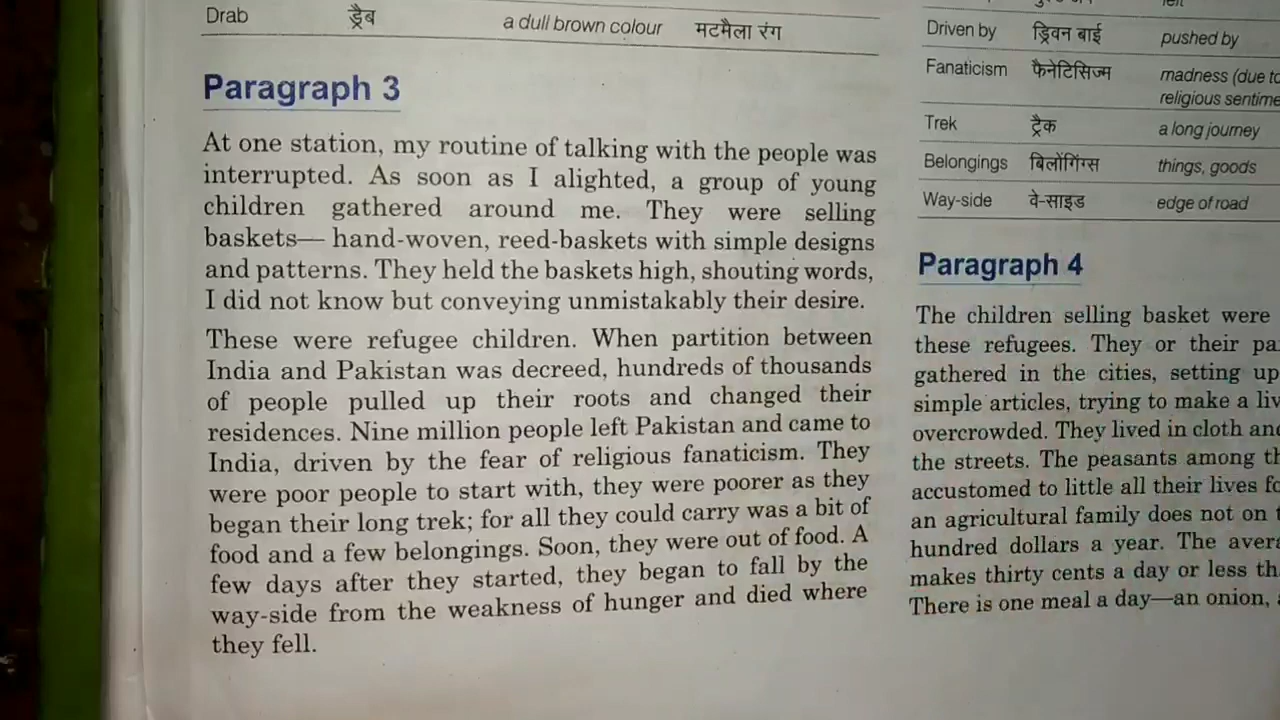 Drab ड्रैब a dull brown colour मटमैला रंग
Paragraph 3
At one station, my routine of talking with the people was
interrupted. As soon as I alighted, a group of young
children gathered around me. They were selling
baskets— hand-woven, reed-baskets with simple designs
and patterns. They held the baskets high, shouting words,
I did not know but conveying unmistakably their desire.
These were refugee children. When partition between
India and Pakistan was decreed, hundreds of thousands
of people pulled up their roots and changed their
residences. Nine million people left Pakistan and came to
India, driven by the fear of religious fanaticism. They
were poor people to start with, they were poorer as they
began their long trek; for all they could carry was a bit of
food and a few belongings. Soon, they were out of food. A
few days after they started, they began to fall by the
way-side from the weakness of hunger and died where
they fell.
Driven by ड्रिवन बाई pushed by
Fanaticism फैनेटिसिज्म madness (due to
religious sentime
Trek ट्रैक a long journey
Belongings बिलोंगिंग्स things, goods
Way-side वे-साइड edge of road
Paragraph 4
The children selling basket were
these refugees. They or their pa
gathered in the cities, setting up
simple articles, trying to make a liv
overcrowded. They lived in cloth and
the streets. The peasants among th
accustomed to little all their lives fo
an agricultural family does not on
hundred dollars a year. The avera
makes thirty cents a day or less th
There is one meal a day—an onion,